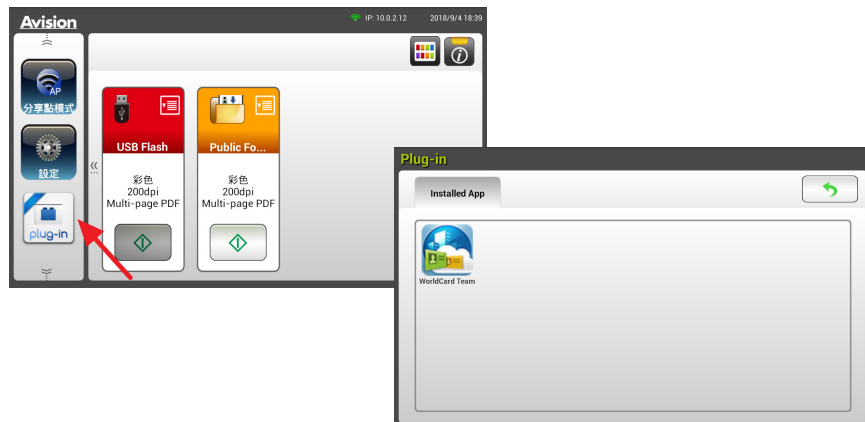 Avision
IP: 10.0.2.12 2018/9/4 18:39
AP
分享點模式
設定
plug-in
USB Flash
彩色
200dpi
Multi-page PDF
Public Fo...
彩色
200dpi
Multi-page PDF
Plug-in
Installed App
WorldCard Team